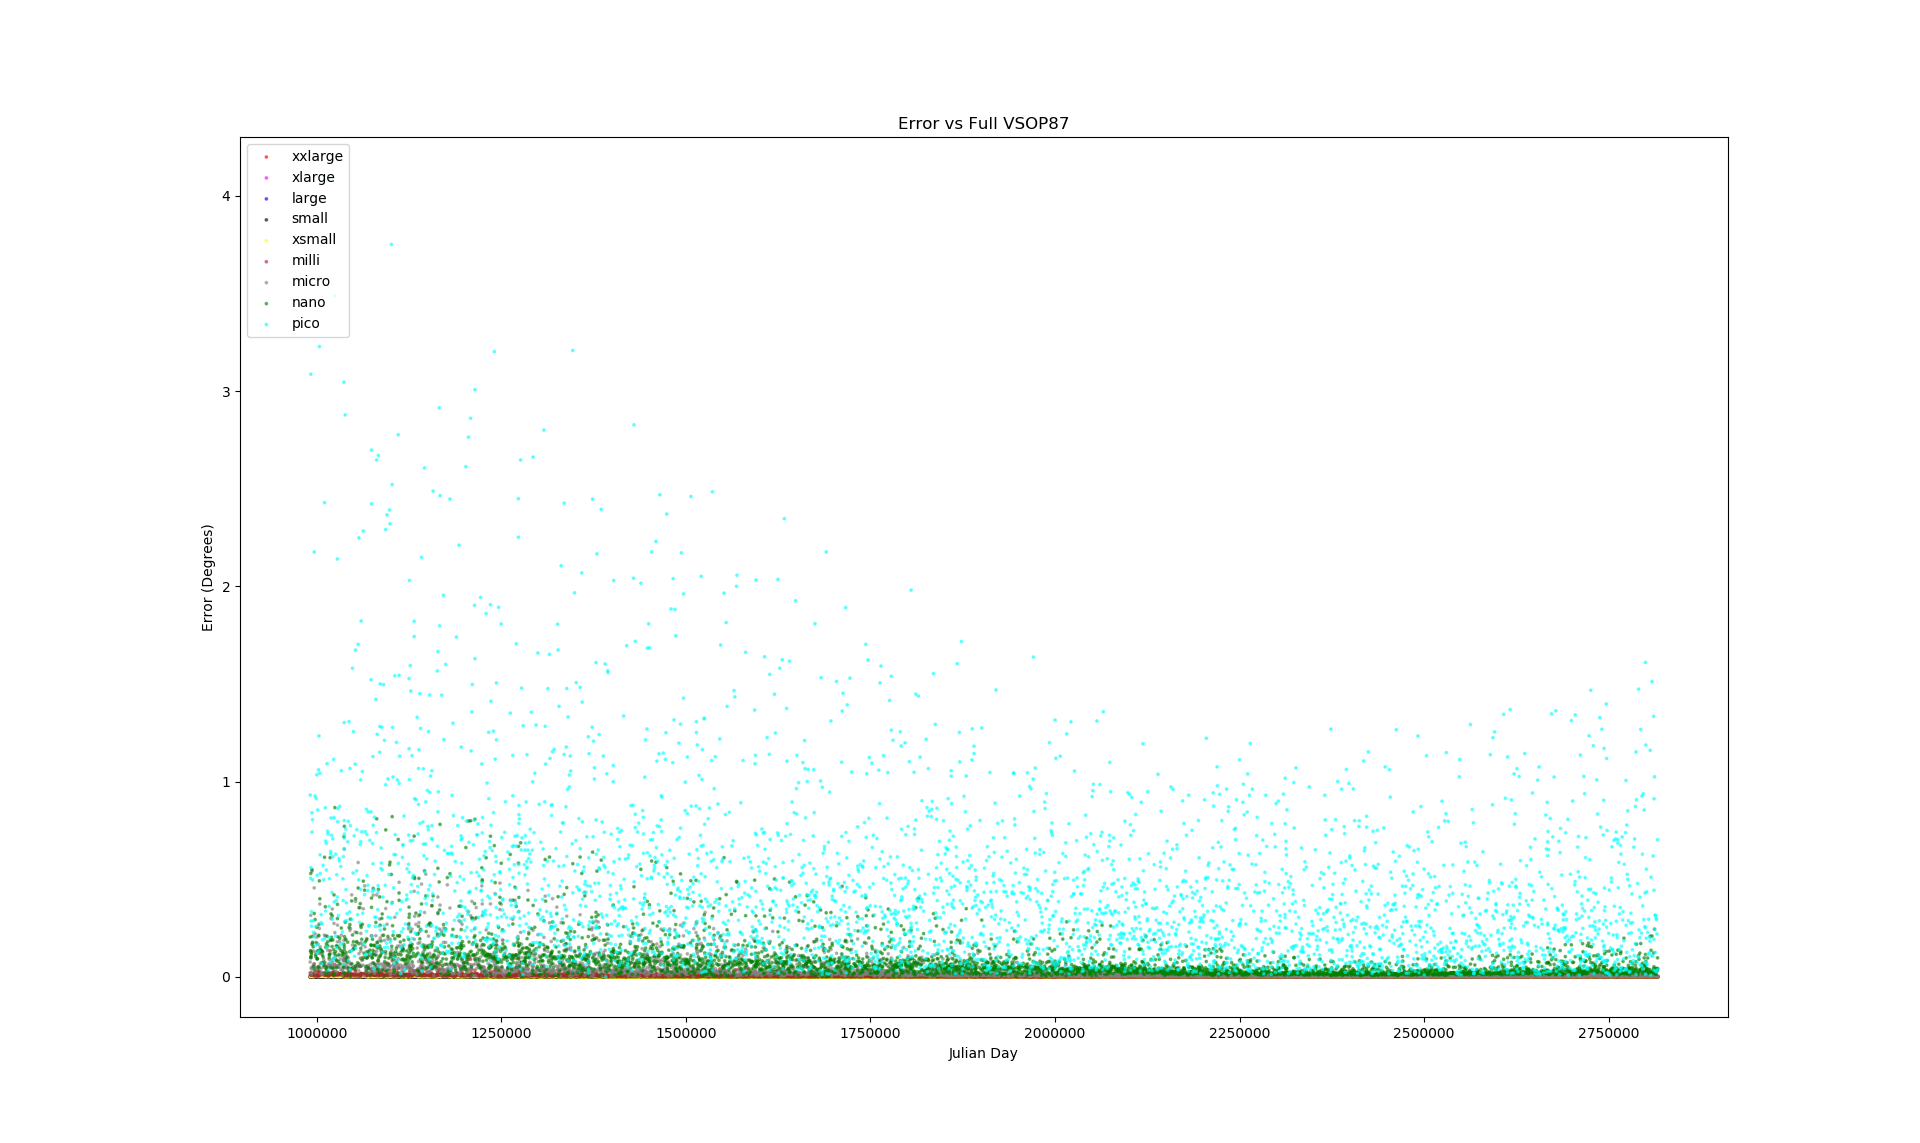 Error vs Full VSOP87
xxlarge
xlarge
large
small
xsmall
milli
micro
nano
pico
4
3
2
1
0
Error (Degrees)
1000000 1250000 1500000 1750000 2000000 2250000 2500000 2750000
Julian Day